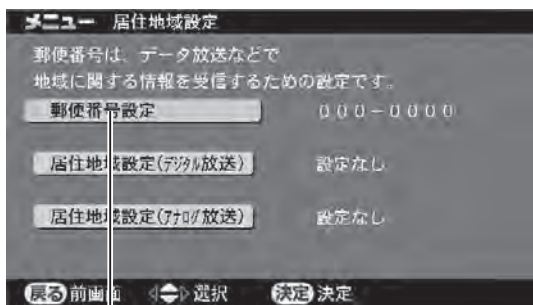 メニュー 居住地域設定
郵便番号は、データ放送などで
地域に関する情報を受信するための設定です。
郵便番号設定 000-0000
居住地域設定(デジタル放送) 設定なし
居住地域設定(アナログ放送) 設定なし
戻る 前画面 選択 決定 決定